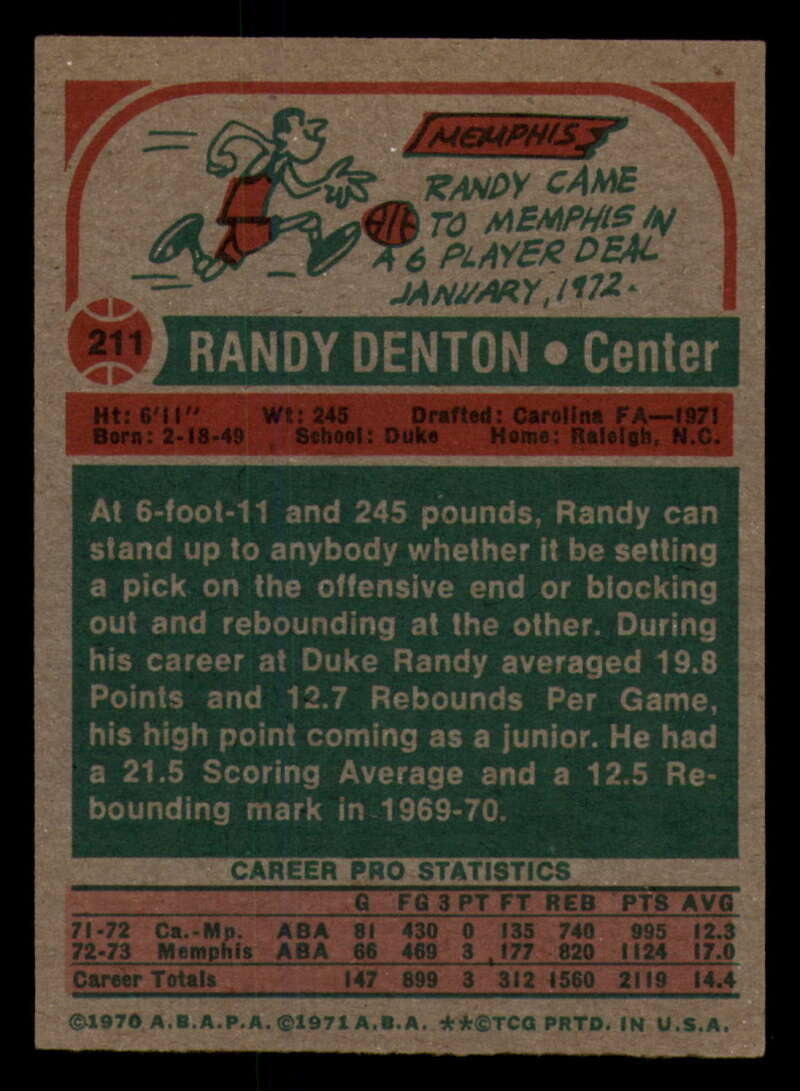 MEMPHIS
RANDY CAME
TO MEMPHIS IN
A 6 PLAYER DEAL
JANUARY, 1972.
211 RANDY DENTON • Center
Ht: 6'11" Wt: 245 Drafted: Carolina FA—1971
Born: 2-18-49 School: Duke Home: Raleigh, N.C.
At 6-foot-11 and 245 pounds, Randy can
stand up to anybody whether it be setting
a pick on the offensive end or blocking
out and rebounding at the other. During
his career at Duke Randy averaged 19.8
Points and 12.7 Rebounds Per Game,
his high point coming as a junior. He had
a 21.5 Scoring Average and a 12.5 Re-
bounding mark in 1969-70.
CAREER PRO STATISTICS
G FG 3 PT FT REB PTS AVG
71-72 Ca.-Mp. ABA 81 430 0 135 740 995 12.3
72-73 Memphis ABA 66 469 3 177 820 1124 17.0
Career Totals 147 899 3 312 1560 2119 14.4
©1970 A.B.A.P.A. ©1971 A.B.A. **©TCG PRTD. IN U.S.A.